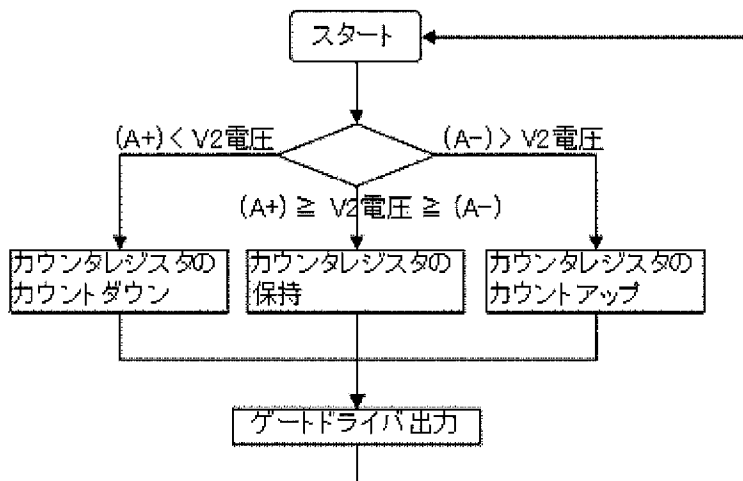 スタート
(A+) < V2電圧
(A-) > V2電圧
(A+) ≧ V2電圧 ≧ (A-)
カウンタレジスタの
カウントダウン
カウンタレジスタの
保持
カウンタレジスタの
カウントアップ
ゲートドライバ出力